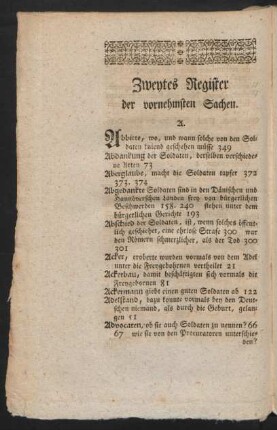 Zweytes Register
der vornehmsten Sachen.
A.
Abbitte, wo, und wann solche von den Sol-
daten kniend geschehen müsse 349
Abdankung der Soldaten, derselben verschiede-
ne Arten 73
Aberglaube, macht die Soldaten tapfer 372
373. 374
Abgedankte Soldaten sind in den Dänischen und
Hannöverschen Landen frey von bürgerlichen
Beschwerden 158. 240 stehen unter dem
bürgerlichen Gerichte 193
Abschied der Soldaten, ist, wenn solches öffent-
lich geschiehet, eine ehrlose Strafe 300 war
den Römern schmerzlicher, als der Tod 300
301
Acker, eroberte wurden vormals von dem Adel
unter die Freygebohrnen vertheilet 21
Ackerbau, damit beschäftigten sich vormals die
Freygebornen 81
Ackermann giebt einen guten Soldaten ab 122
Adelstand, dazu konnte vormals bey den Deut-
schen niemand, als durch die Geburt, gelan-
gen 51
Advocaten, ob sie auch Soldaten zu nennen? 66
67 wie sie von den Procuratoren unterschie-
den?